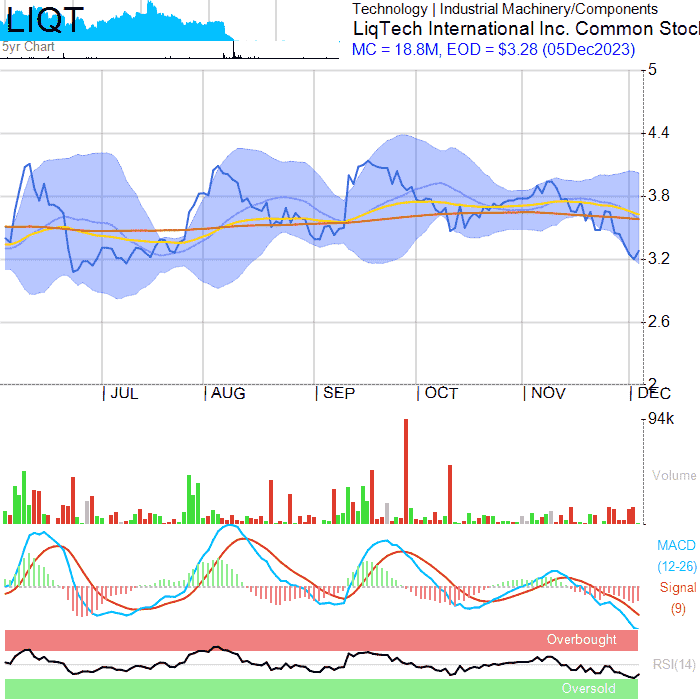 LIQT
5yr Chart
Technology | Industrial Machinery/Components
LiqTech International Inc. Common Stoc
MC = 18.8M, EOD = $3.28 (05Dec2023)
5
4.4
3.8
3.2
2.6
2
JUL
AUG
SEP
OCT
NOV
DEC
94k
Volume
MACD
(12-26)
Signal
(9)
Overbought
RSI(14)
Oversold